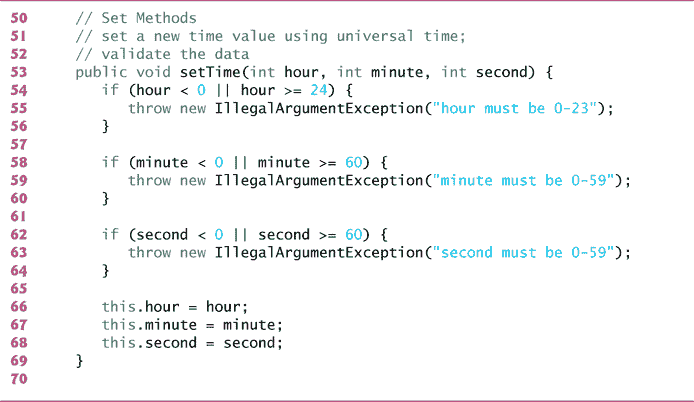 50 // Set Methods
51 // set a new time value using universal time;
52 // validate the data
53 public void setTime(int hour, int minute, int second) {
54 if (hour < 0 || hour >= 24) {
55 throw new IllegalArgumentException("hour must be 0-23");
56 }
57
58 if (minute < 0 || minute >= 60) {
59 throw new IllegalArgumentException("minute must be 0-59");
60 }
61
62 if (second < 0 || second >= 60) {
63 throw new IllegalArgumentException("second must be 0-59");
64 }
65
66 this.hour = hour;
67 this.minute = minute;
68 this.second = second;
69 }
70